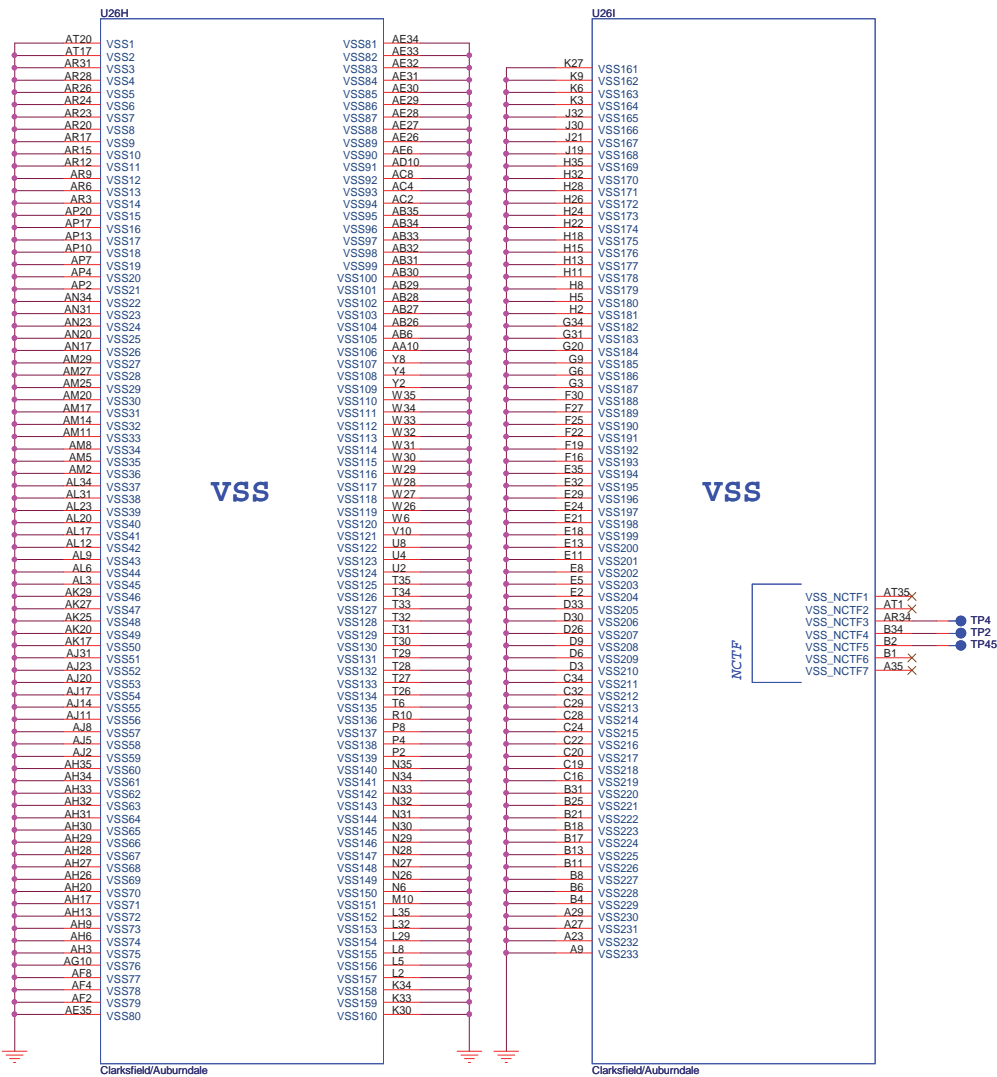 U26H
AT20 VSS1
AT17 VSS2
AR31 VSS3
AR28 VSS4
AR26 VSS5
AR24 VSS6
AR23 VSS7
AR20 VSS8
AR17 VSS9
AR15 VSS10
AR12 VSS11
AR9 VSS12
AR6 VSS13
AR3 VSS14
AP20 VSS15
AP17 VSS16
AP13 VSS17
AP10 VSS18
AP7 VSS19
AP4 VSS20
AP2 VSS21
AN34 VSS22
AN31 VSS23
AN23 VSS24
AN20 VSS25
AN17 VSS26
AM29 VSS27
AM27 VSS28
AM25 VSS29
AM20 VSS30
AM17 VSS31
AM14 VSS32
AM11 VSS33
AM8 VSS34
AM5 VSS35
AM2 VSS36
AL34 VSS37
AL31 VSS38
AL23 VSS39
AL20 VSS40
AL17 VSS41
AL12 VSS42
AL9 VSS43
AL6 VSS44
AL3 VSS45
AK29 VSS46
AK27 VSS47
AK25 VSS48
AK20 VSS49
AK17 VSS50
AJ31 VSS51
AJ23 VSS52
AJ20 VSS53
AJ17 VSS54
AJ14 VSS55
AJ11 VSS56
AJ8 VSS57
AJ5 VSS58
AJ2 VSS59
AH35 VSS60
AH34 VSS61
AH33 VSS62
AH32 VSS63
AH31 VSS64
AH30 VSS65
AH29 VSS66
AH28 VSS67
AH27 VSS68
AH26 VSS69
AH20 VSS70
AH17 VSS71
AH13 VSS72
AH9 VSS73
AH6 VSS74
AH3 VSS75
AG10 VSS76
AF8 VSS77
AF4 VSS78
AF2 VSS79
AE35 VSS80
VSS
VSS81 AE34
VSS82 AE33
VSS83 AE32
VSS84 AE31
VSS85 AE30
VSS86 AE29
VSS87 AE28
VSS88 AE27
VSS89 AE26
VSS90 AE6
VSS91 AD10
VSS92 AC8
VSS93 AC4
VSS94 AC2
VSS95 AB35
VSS96 AB34
VSS97 AB33
VSS98 AB32
VSS99 AB31
VSS100 AB30
VSS101 AB29
VSS102 AB28
VSS103 AB27
VSS104 AB26
VSS105 AB6
VSS106 AA10
VSS107 Y8
VSS108 Y4
VSS109 Y2
VSS110 W35
VSS111 W34
VSS112 W33
VSS113 W32
VSS114 W31
VSS115 W30
VSS116 W29
VSS117 W28
VSS118 W27
VSS119 W26
VSS120 W6
VSS121 V10
VSS122 U8
VSS123 U4
VSS124 U2
VSS125 T35
VSS126 T34
VSS127 T33
VSS128 T32
VSS129 T31
VSS130 T30
VSS131 T29
VSS132 T28
VSS133 T27
VSS134 T26
VSS135 T6
VSS136 R10
VSS137 P8
VSS138 P4
VSS139 P2
VSS140 N35
VSS141 N34
VSS142 N33
VSS143 N32
VSS144 N31
VSS145 N30
VSS146 N29
VSS147 N28
VSS148 N27
VSS149 N26
VSS150 N6
VSS151 M10
VSS152 L35
VSS153 L32
VSS154 L29
VSS155 L8
VSS156 L5
VSS157 L2
VSS158 K34
VSS159 K33
VSS160 K30
Clarksfield/Auburndale
U26I
K27 VSS161
K9 VSS162
K6 VSS163
K3 VSS164
J32 VSS165
J30 VSS166
J21 VSS167
J19 VSS168
H35 VSS169
H32 VSS170
H28 VSS171
H26 VSS172
H24 VSS173
H22 VSS174
H18 VSS175
H15 VSS176
H13 VSS177
H11 VSS178
H8 VSS179
H5 VSS180
H2 VSS181
G34 VSS182
G31 VSS183
G20 VSS184
G9 VSS185
G6 VSS186
G3 VSS187
F30 VSS188
F27 VSS189
F25 VSS190
F22 VSS191
F19 VSS192
F16 VSS193
E35 VSS194
E32 VSS195
E29 VSS196
E24 VSS197
E21 VSS198
E18 VSS199
E13 VSS200
E11 VSS201
E8 VSS202
E5 VSS203
E2 VSS204
D33 VSS205
D30 VSS206
D26 VSS207
D9 VSS208
D6 VSS209
D3 VSS210
C34 VSS211
C32 VSS212
C29 VSS213
C28 VSS214
C24 VSS215
C22 VSS216
C20 VSS217
C19 VSS218
C16 VSS219
B31 VSS220
B25 VSS221
B21 VSS222
B18 VSS223
B17 VSS224
B13 VSS225
B11 VSS226
B8 VSS227
B6 VSS228
B4 VSS229
A29 VSS230
A27 VSS231
A23 VSS232
A9 VSS233
VSS
NCTF
VSS_NCTF1 AT35
VSS_NCTF2 AT1
VSS_NCTF3 AR34 TP4
VSS_NCTF4 B34 TP2
VSS_NCTF5 B2 TP45
VSS_NCTF6 B1
VSS_NCTF7 A35
Clarksfield/Auburndale